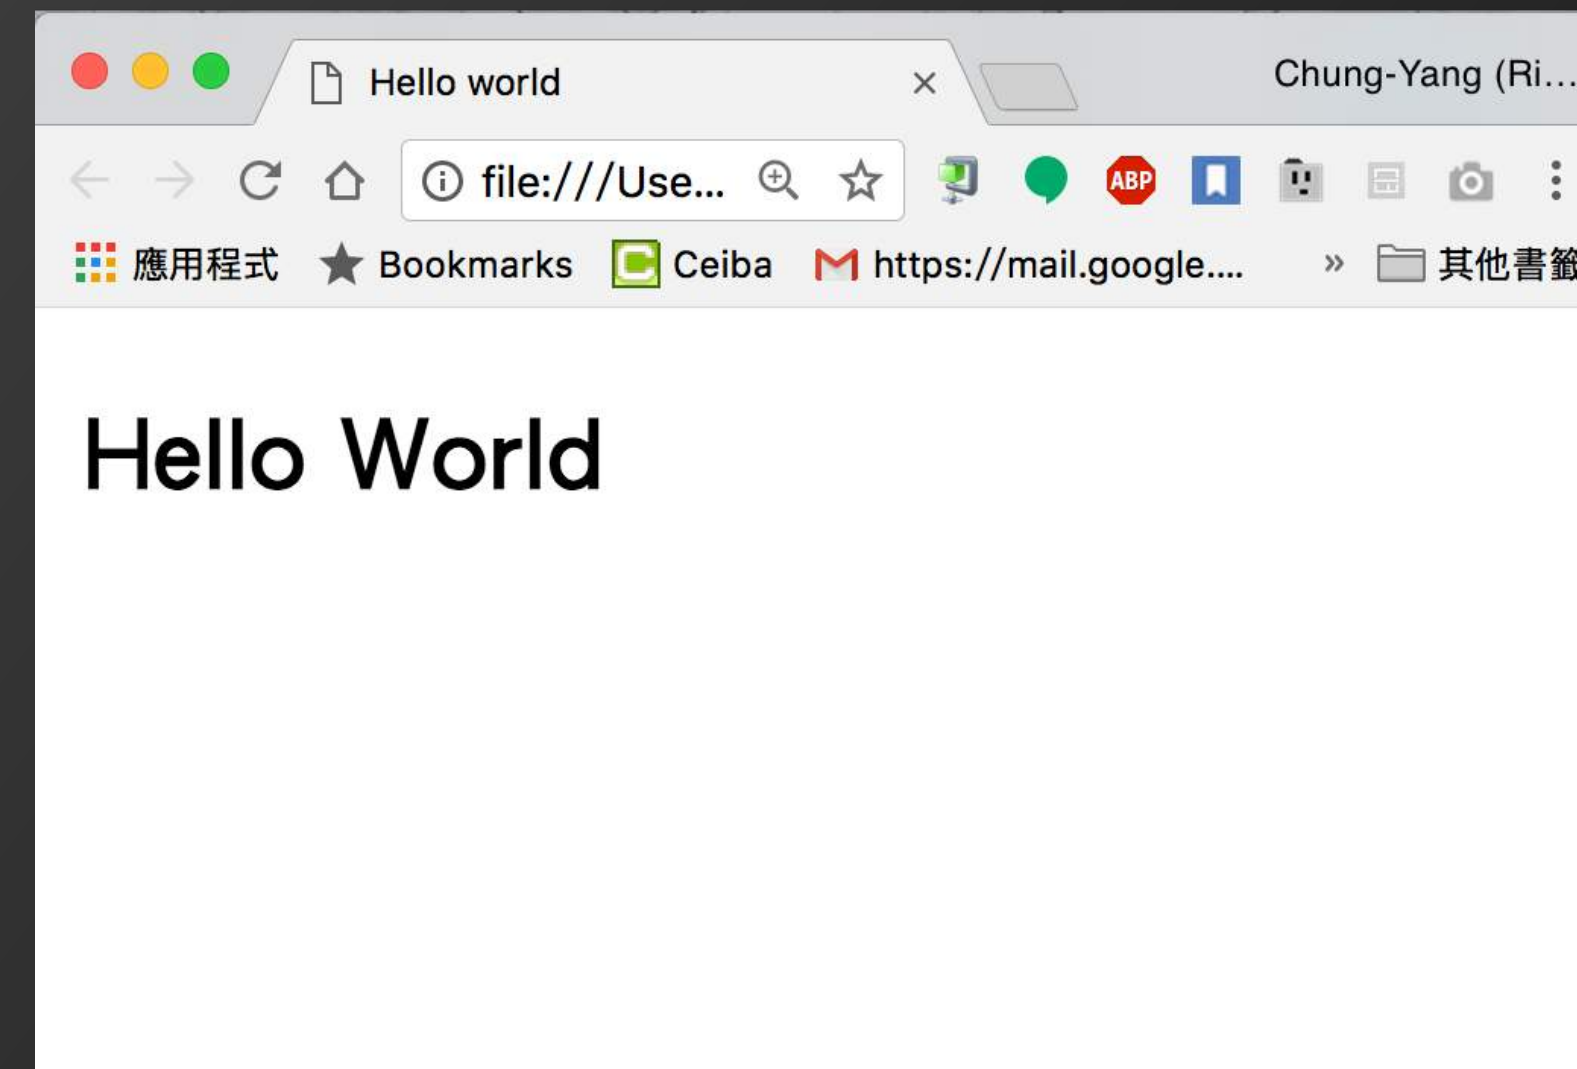 Hello world
Chung-Yang (Ri...
file:///Use...
ABP
應用程式 Bookmarks C Ceiba https://mail.google.... » 其他書籤
Hello World